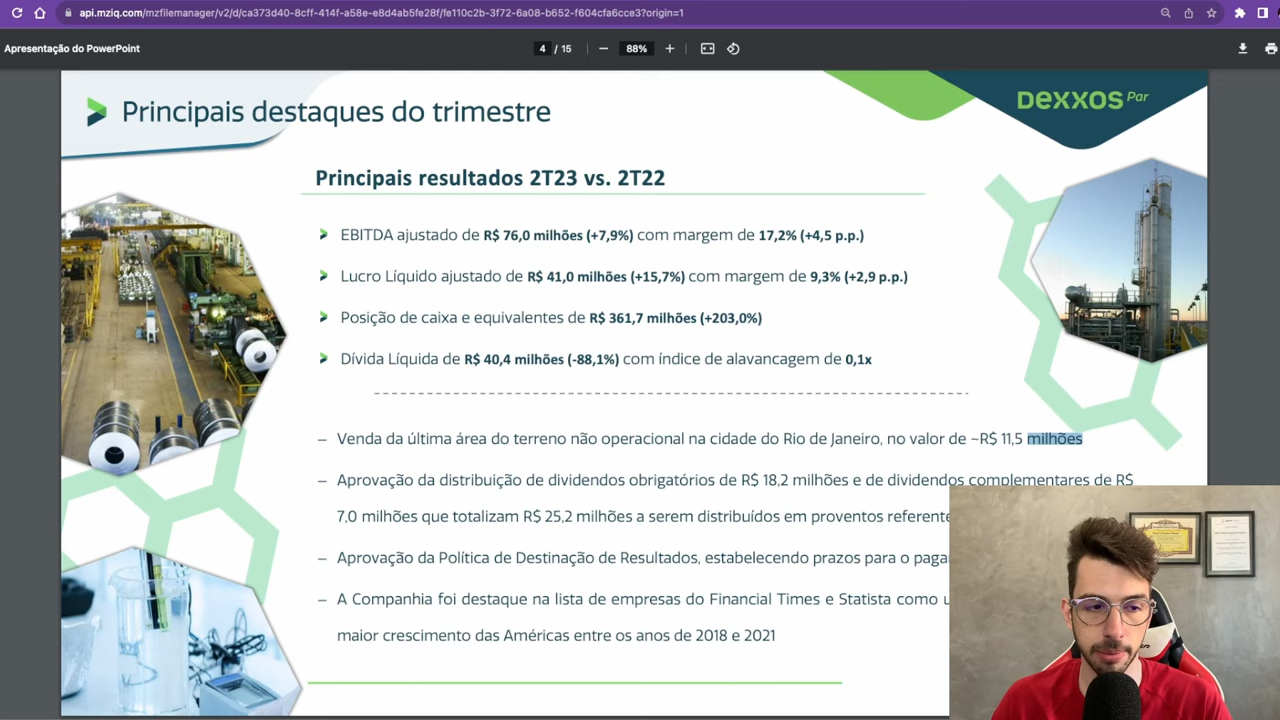 api.mziq.com/mzfilemanager/v2/d/ca373d40-8cff-414f-a58e-e8d4ab5fe28f/fe110c2b-3f72-6a08-b652-f604cfa6cce3?origin=1
Apresentação do PowerPoint
4 / 15
88%
Principais destaques do trimestre
DEXXOS Par
Principais resultados 2T23 vs. 2T22
EBITDA ajustado de R$ 76,0 milhões (+7,9%) com margem de 17,2% (+4,5 p.p.)
Lucro Líquido ajustado de R$ 41,0 milhões (+15,7%) com margem de 9,3% (+2,9 p.p.)
Posição de caixa e equivalentes de R$ 361,7 milhões (+203,0%)
Dívida Líquida de R$ 40,4 milhões (-88,1%) com índice de alavancagem de 0,1x
– Venda da última área do terreno não operacional na cidade do Rio de Janeiro, no valor de ~R$ 11,5 milhões
– Aprovação da distribuição de dividendos obrigatórios de R$ 18,2 milhões e de dividendos complementares de R$
7,0 milhões que totalizam R$ 25,2 milhões a serem distribuídos em proventos referente
– Aprovação da Política de Destinação de Resultados, estabelecendo prazos para o
– A Companhia foi destaque na lista de empresas do Financial Times e Statista como
maior crescimento das Américas entre os anos de 2018 e 2021